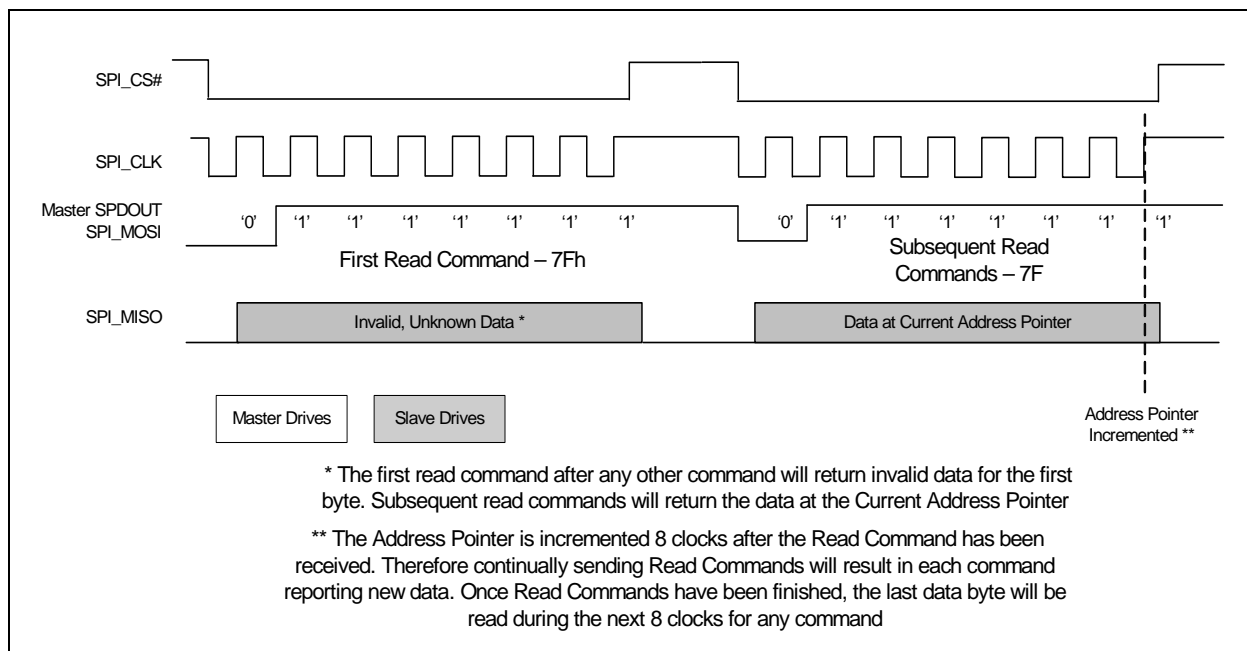 SPI_CS#
SPI_CLK
Master SPDOUT
SPI_MOSI
‘0’ ‘1’ ‘1’ ‘1’ ‘1’ ‘1’ ‘1’ ‘1’ ‘0’ ‘1’ ‘1’ ‘1’ ‘1’ ‘1’ ‘1’ ‘1’
First Read Command – 7Fh
Subsequent Read
Commands – 7F
SPI_MISO
Invalid, Unknown Data *
Data at Current Address Pointer
Master Drives
Slave Drives
Address Pointer
Incremented **
* The first read command after any other command will return invalid data for the first
byte. Subsequent read commands will return the data at the Current Address Pointer
** The Address Pointer is incremented 8 clocks after the Read Command has been
received. Therefore continually sending Read Commands will result in each command
reporting new data. Once Read Commands have been finished, the last data byte will be
read during the next 8 clocks for any command